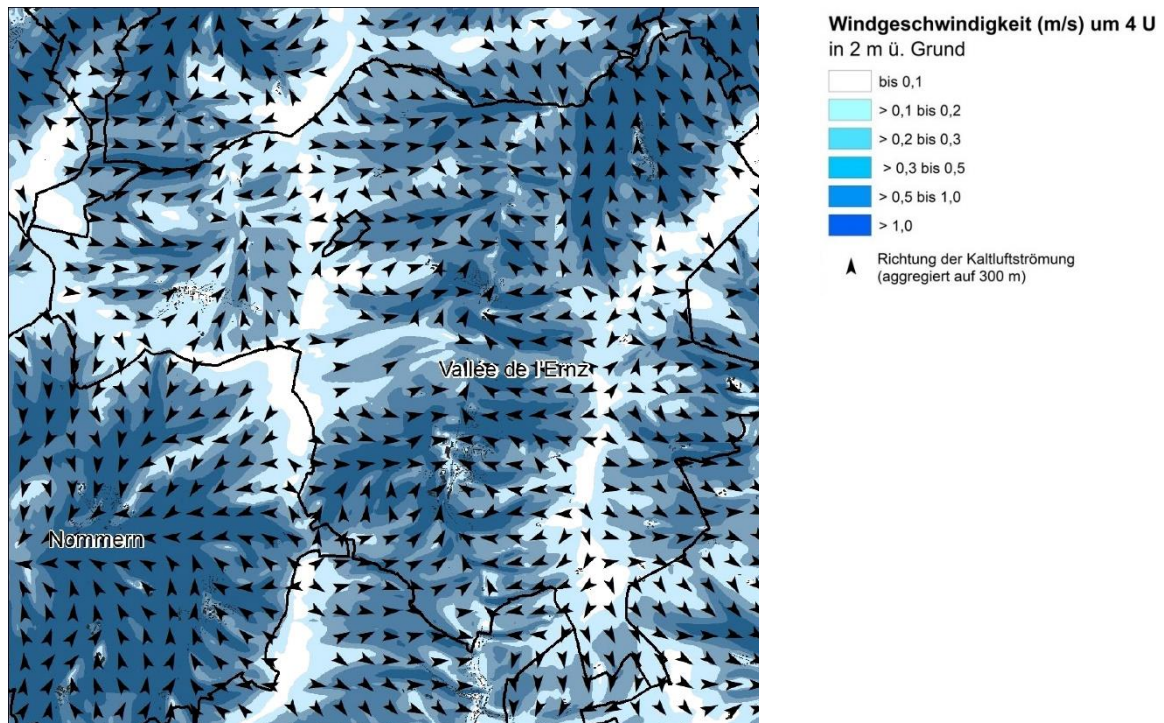 Vallée de l'Ernz
Nommern
Windgeschwindigkeit (m/s) um 4 U
in 2 m ü. Grund
bis 0,1
> 0,1 bis 0,2
> 0,2 bis 0,3
> 0,3 bis 0,5
> 0,5 bis 1,0
> 1,0
Richtung der Kaltluftströmung
(aggregiert auf 300 m)